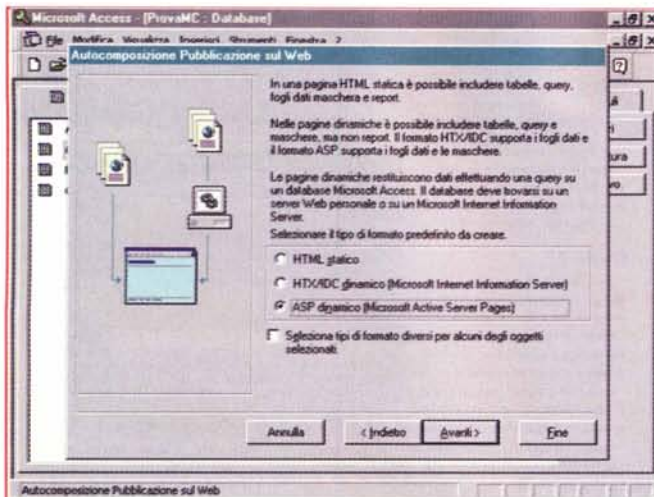 Microsoft Access - [ProvaMC : Database]
File Modifica Visualizza Inserisci Strumenti Finestra ?
Autocomposizione Pubblicazione sul Web
In una pagina HTML statica è possibile includere tabelle, query,
fogli dati maschera e report.
Nelle pagine dinamiche è possibile includere tabelle, query e
maschere, ma non report. Il formato HTX/IDC supporta i fogli dati e
il formato ASP supporta i fogli dati e le maschere.
Le pagine dinamiche restituiscono dati effettuando una query su
un database Microsoft Access. Il database deve trovarsi su un
server Web personale o su un Microsoft Internet Information
Server.
Selezionare il tipo di formato predefinito da creare.
HTML statico
HTX/IDC dinamico (Microsoft Internet Information Server)
ASP dinamico (Microsoft Active Server Pages)
Seleziona tipi di formato diversi per alcuni degli oggetti
selezionati.
Annulla < Indietro Avanti > Fine
Autocomposizione Pubblicazione sul Web